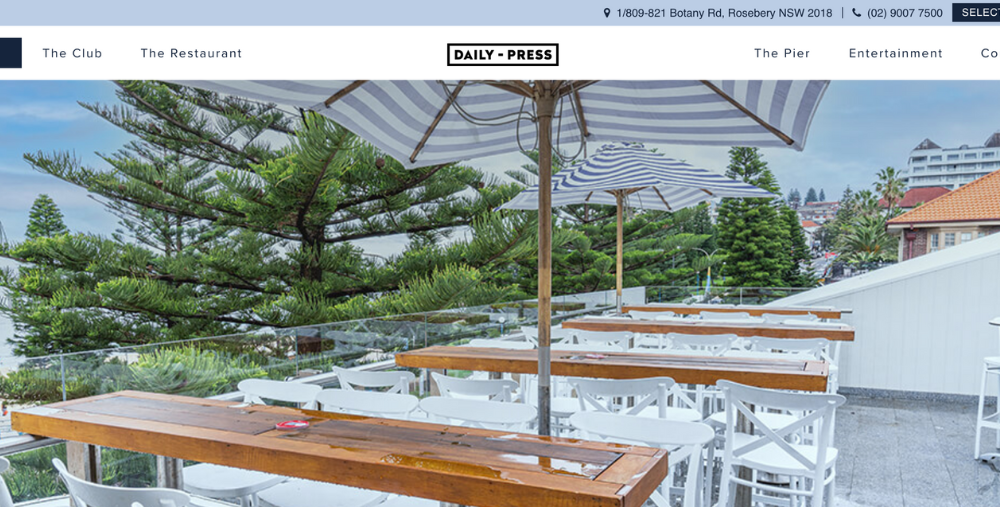 1/809-821 Botany Rd, Rosebery NSW 2018 | (02) 9007 7500 SELECT
The Club The Restaurant DAILY - PRESS The Pier Entertainment Co